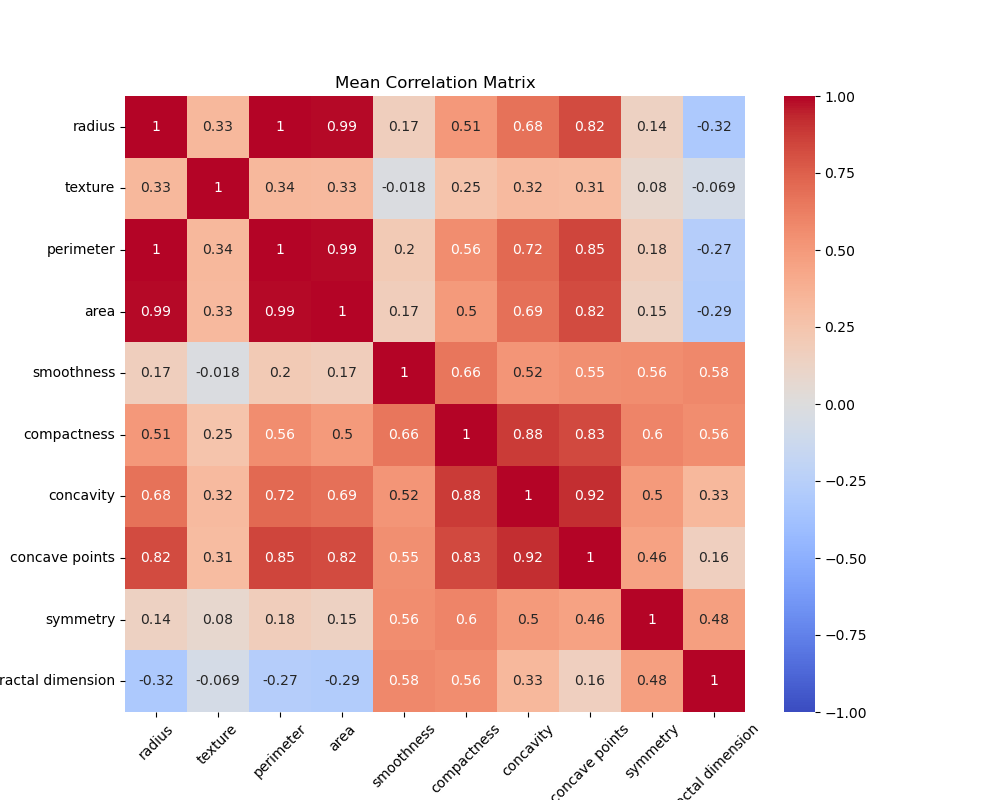 Mean Correlation Matrix
radius 1 0.33 1 0.99 0.17 0.51 0.68 0.82 0.14 -0.32
texture 0.33 1 0.34 0.33 -0.018 0.25 0.32 0.31 0.08 -0.069
perimeter 1 0.34 1 0.99 0.2 0.56 0.72 0.85 0.18 -0.27
area 0.99 0.33 0.99 1 0.17 0.5 0.69 0.82 0.15 -0.29
smoothness 0.17 -0.018 0.2 0.17 1 0.66 0.52 0.55 0.56 0.58
compactness 0.51 0.25 0.56 0.5 0.66 1 0.88 0.83 0.6 0.56
concavity 0.68 0.32 0.72 0.69 0.52 0.88 1 0.92 0.5 0.33
concave points 0.82 0.31 0.85 0.82 0.55 0.83 0.92 1 0.46 0.16
symmetry 0.14 0.08 0.18 0.15 0.56 0.6 0.5 0.46 1 0.48
ractal dimension -0.32 -0.069 -0.27 -0.29 0.58 0.56 0.33 0.16 0.48 1
radius texture perimeter area smoothness compactness concavity concave points symmetry ectal dimension
1.00
0.75
0.50
0.25
0.00
−0.25
−0.50
−0.75
−1.00